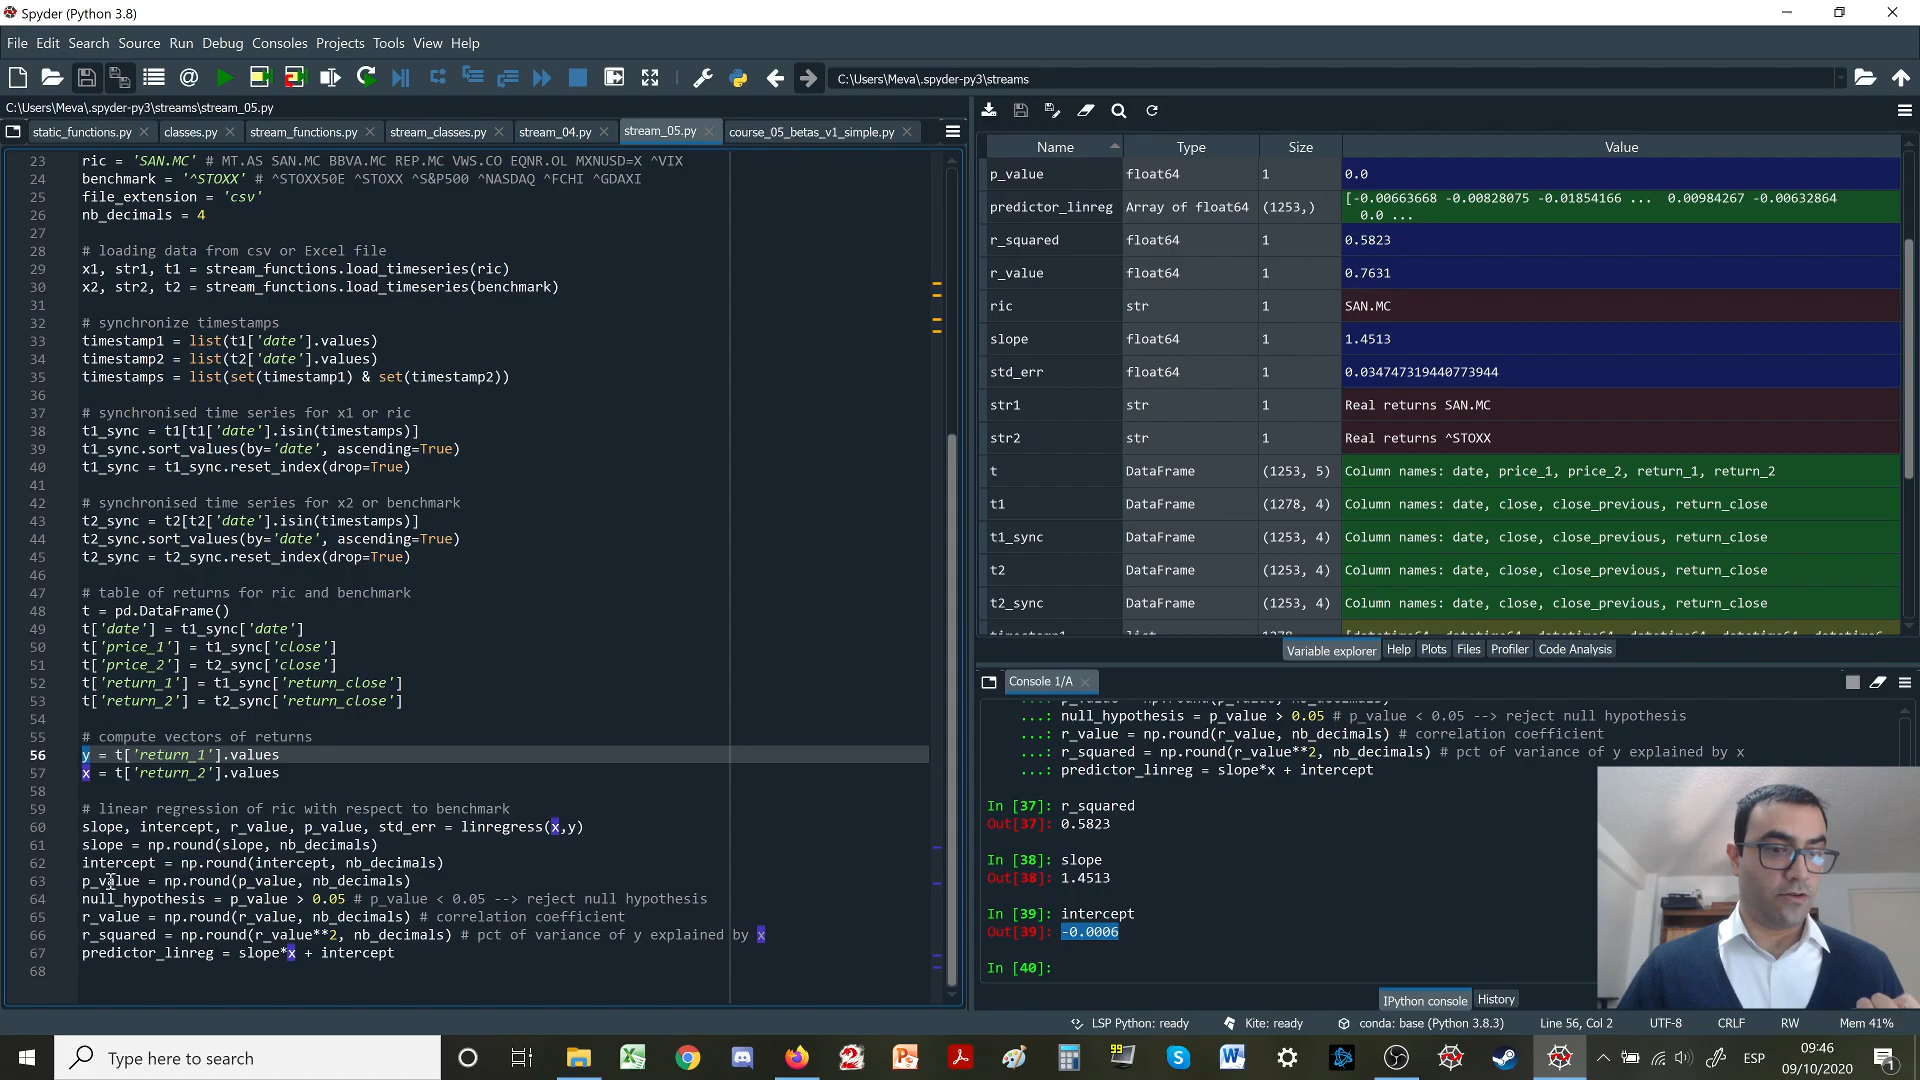 Spyder (Python 3.8)
File Edit Search Source Run Debug Consoles Projects Tools View Help
C:\Users\Meva\.spyder-py3\streams
C:\Users\Meva\.spyder-py3\streams\stream_05.py
static_functions.py classes.py stream_functions.py stream_classes.py stream_04.py stream_05.py course_05_betas_v1_simple.py
23 ric = 'SAN.MC' # MT.AS SAN.MC BBVA.MC REP.MC VWS.CO EQNR.OL MXNUSD=X ^VIX
24 benchmark = '^STOXX' # ^STOXX50E ^STOXX ^S&P500 ^NASDAQ ^FCHI ^GDAXI
25 file_extension = 'csv'
26 nb_decimals = 4
27
28 # loading data from csv or Excel file
29 x1, str1, t1 = stream_functions.load_timeseries(ric)
30 x2, str2, t2 = stream_functions.load_timeseries(benchmark)
31
32 # synchronize timestamps
33 timestamp1 = list(t1['date'].values)
34 timestamp2 = list(t2['date'].values)
35 timestamps = list(set(timestamp1) & set(timestamp2))
36
37 # synchronised time series for x1 or ric
38 t1_sync = t1[t1['date'].isin(timestamps)]
39 t1_sync.sort_values(by='date', ascending=True)
40 t1_sync = t1_sync.reset_index(drop=True)
41
42 # synchronised time series for x2 or benchmark
43 t2_sync = t2[t2['date'].isin(timestamps)]
44 t2_sync.sort_values(by='date', ascending=True)
45 t2_sync = t2_sync.reset_index(drop=True)
46
47 # table of returns for ric and benchmark
48 t = pd.DataFrame()
49 t['date'] = t1_sync['date']
50 t['price_1'] = t1_sync['close']
51 t['price_2'] = t2_sync['close']
52 t['return_1'] = t1_sync['return_close']
53 t['return_2'] = t2_sync['return_close']
54
55 # compute vectors of returns
56 y = t['return_1'].values
57 x = t['return_2'].values
58
59 # linear regression of ric with respect to benchmark
60 slope, intercept, r_value, p_value, std_err = linregress(x,y)
61 slope = np.round(slope, nb_decimals)
62 intercept = np.round(intercept, nb_decimals)
63 p_value = np.round(p_value, nb_decimals)
64 null_hypothesis = p_value > 0.05 # p_value < 0.05 --> reject null hypothesis
65 r_value = np.round(r_value, nb_decimals) # correlation coefficient
66 r_squared = np.round(r_value**2, nb_decimals) # pct of variance of y explained by x
67 predictor_linreg = slope*x + intercept
68
Name Type Size Value
p_value float64 1 0.0
predictor_linreg Array of float64 (1253,) [-0.00663668 -0.00828075 -0.01854166 ... 0.00984267 -0.00632864
0.0 ...
r_squared float64 1 0.5823
r_value float64 1 0.7631
ric str 1 SAN.MC
slope float64 1 1.4513
std_err float64 1 0.034747319440773944
str1 str 1 Real returns SAN.MC
str2 str 1 Real returns ^STOXX
t DataFrame (1253, 5) Column names: date, price_1, price_2, return_1, return_2
t1 DataFrame (1278, 4) Column names: date, close, close_previous, return_close
t1_sync DataFrame (1253, 4) Column names: date, close, close_previous, return_close
t2 DataFrame (1253, 4) Column names: date, close, close_previous, return_close
t2_sync DataFrame (1253, 4) Column names: date, close, close_previous, return_close
Variable explorer Help Plots Files Profiler Code Analysis
Console 1/A
...: p_value = np.round(p_value, nb_decimals)
...: null_hypothesis = p_value > 0.05 # p_value < 0.05 --> reject null hypothesis
...: r_value = np.round(r_value, nb_decimals) # correlation coefficient
...: r_squared = np.round(r_value**2, nb_decimals) # pct of variance of y explained by x
...: predictor_linreg = slope*x + intercept
In [37]: r_squared
Out[37]: 0.5823
In [38]: slope
Out[38]: 1.4513
In [39]: intercept
Out[39]: -0.0006
In [40]:
IPython console History
LSP Python: ready Kite: ready conda: base (Python 3.8.3) Line 56, Col 2 UTF-8 CRLF RW Mem 41%
Type here to search
99
ESP
09:46
09/10/2020
1